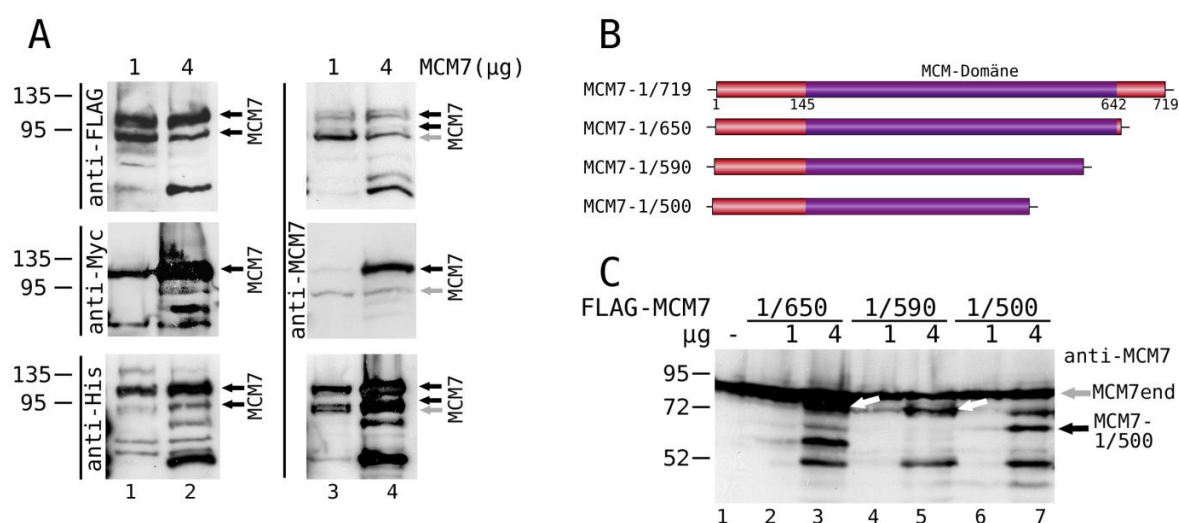 A
1 4
1 4 MCM7(µg)
135
95
anti-FLAG
MCM7
MCM7
135
95
anti-Myc
MCM7
anti-MCM7
MCM7
135
95
anti-His
MCM7
MCM7
1 2
3 4
B
MCM-Domäne
MCM7-1/719
1 145 642 719
MCM7-1/650
MCM7-1/590
MCM7-1/500
C
FLAG-MCM7 1/650 1/590 1/500
µg - 1 4 1 4 1 4
anti-MCM7
95
72
52
MCM7end
MCM7-
1/500
1 2 3 4 5 6 7